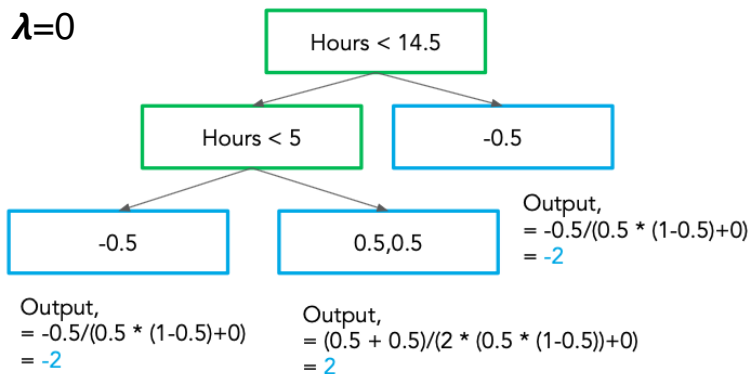 λ=0
Hours < 14.5
Hours < 5
-0.5
-0.5
0.5,0.5
Output,
= -0.5/(0.5 * (1-0.5)+0)
= -2
Output,
= -0.5/(0.5 * (1-0.5)+0)
= -2
Output,
= (0.5 + 0.5)/(2 * (0.5 * (1-0.5))+0)
= 2